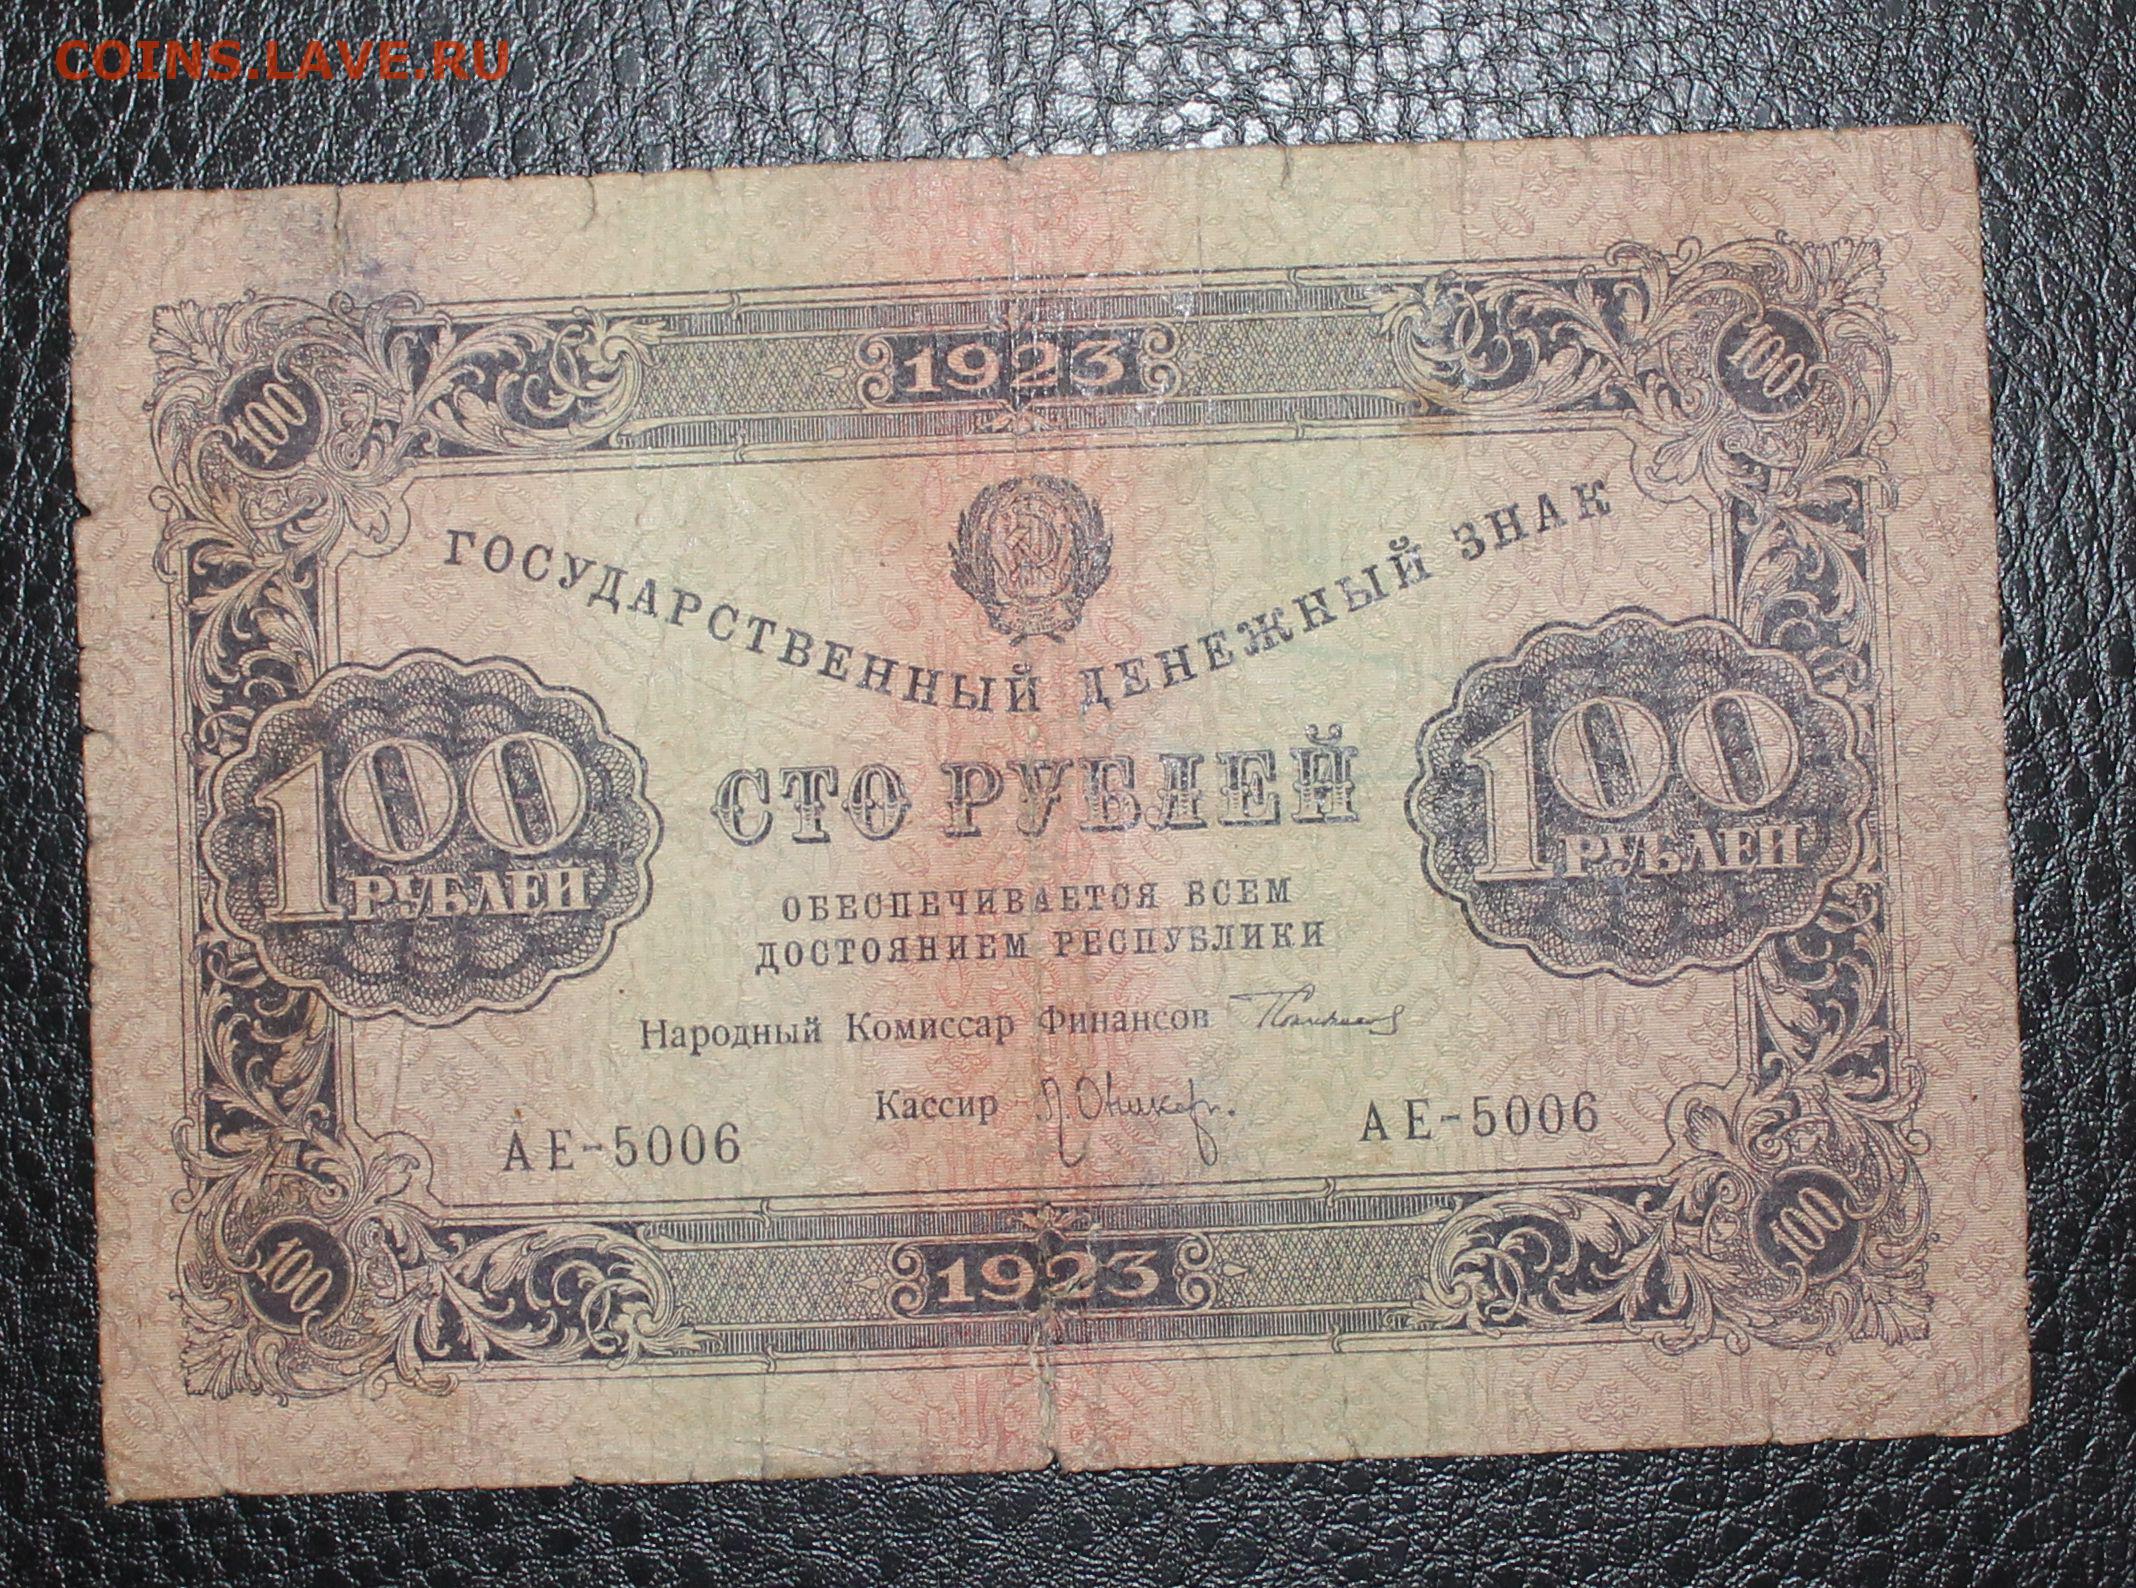 COINS.LAVE.RU
1923
100
100
ГОСУДАРСТВЕННЫЙ ДЕНЕЖНЫЙ ЗНАК
100 РУБЛЕЙ
СТО РУБЛЕЙ
100 РУБЛЕЙ
ОБЕСПЕЧИВАЕТСЯ ВСЕМ
ДОСТОЯНИЕМ РЕСПУБЛИКИ
Народный Комиссар Финансов
Кассир
АЕ-5006
АЕ-5006
100
1923
100